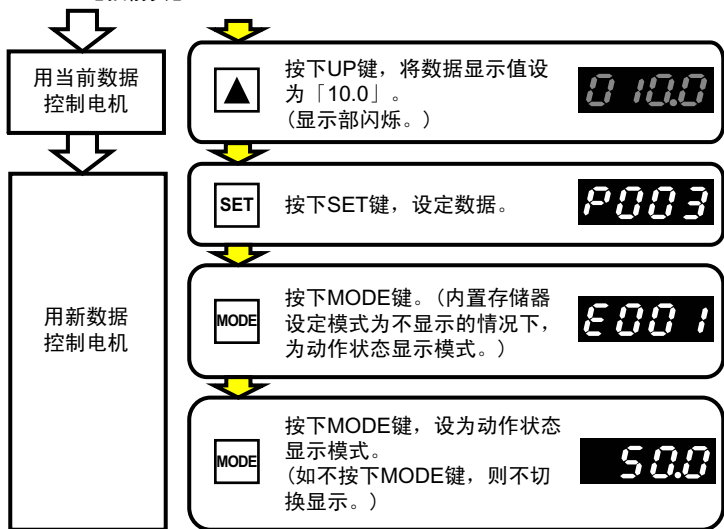 用当前数据
控制电机
▲
按下UP键，将数据显示值设
为「10.0」。
(显示部闪烁。)
010.0
SET
按下SET键，设定数据。
P003
用新数据
控制电机
MODE
按下MODE键。(内置存储器
设定模式为不显示的情况下，
为动作状态显示模式。)
E001
MODE
按下MODE键，设为动作状态
显示模式。
(如不按下MODE键，则不切
换显示。)
50.0